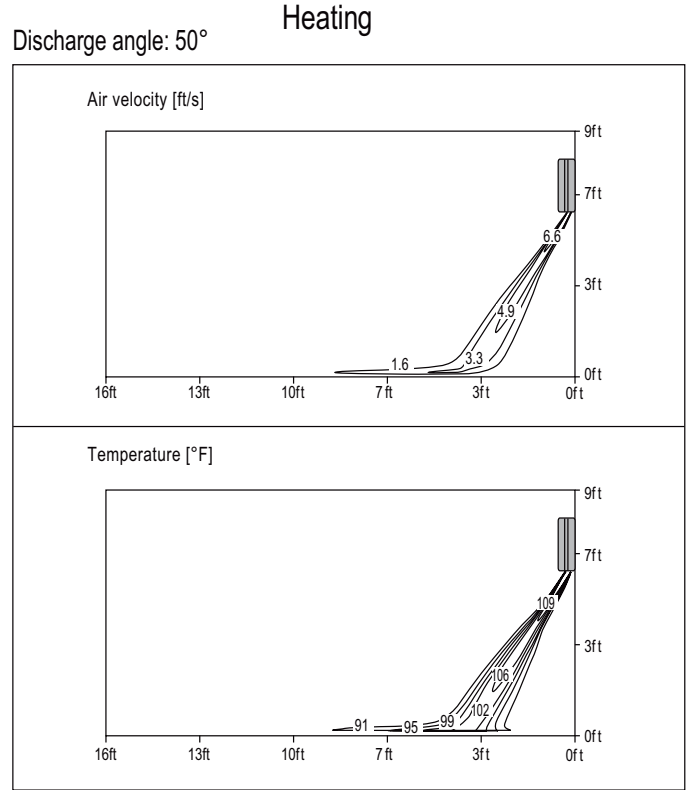 Heating
Discharge angle: 50°
Air velocity [ft/s]
9ft
7ft
6.6
3ft
4.9
3.3
1.6
0ft
16ft 13ft 10ft 7ft 3ft 0ft
Temperature [°F]
9ft
7ft
109
3ft
106
102
99
95
91
0ft
16ft 13ft 10ft 7ft 3ft 0ft